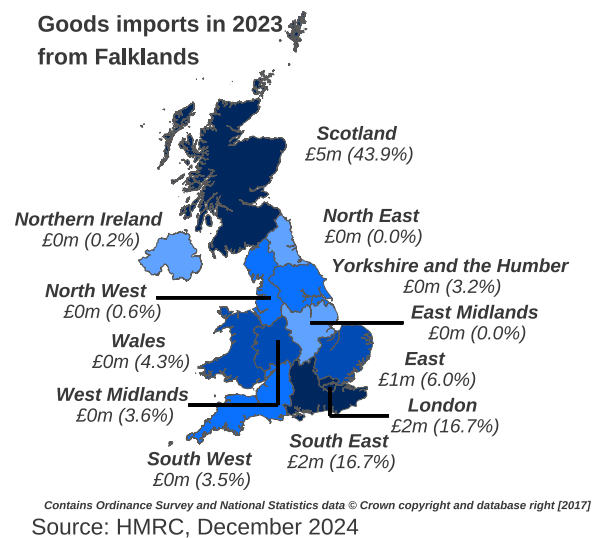 Goods imports in 2023
from Falklands
Scotland
£5m (43.9%)
Northern Ireland
£0m (0.2%)
North East
£0m (0.0%)
Yorkshire and the Humber
£0m (3.2%)
North West
£0m (0.6%)
East Midlands
£0m (0.0%)
Wales
£0m (4.3%)
East
£1m (6.0%)
West Midlands
£0m (3.6%)
London
£2m (16.7%)
South East
£2m (16.7%)
South West
£0m (3.5%)
Contains Ordinance Survey and National Statistics data © Crown copyright and database right [2017]
Source: HMRC, December 2024